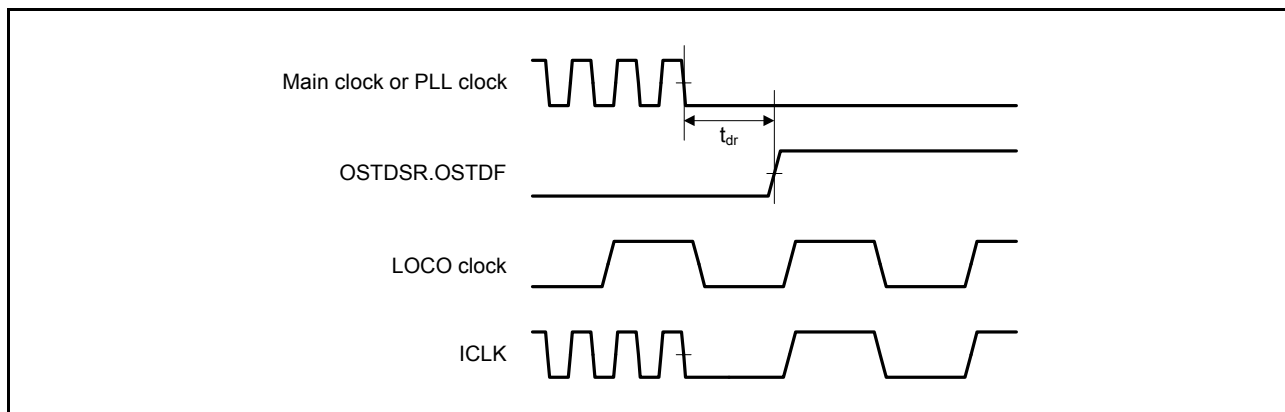 Main clock or PLL clock
tdr
OSTDSR.OSTDF
LOCO clock
ICLK